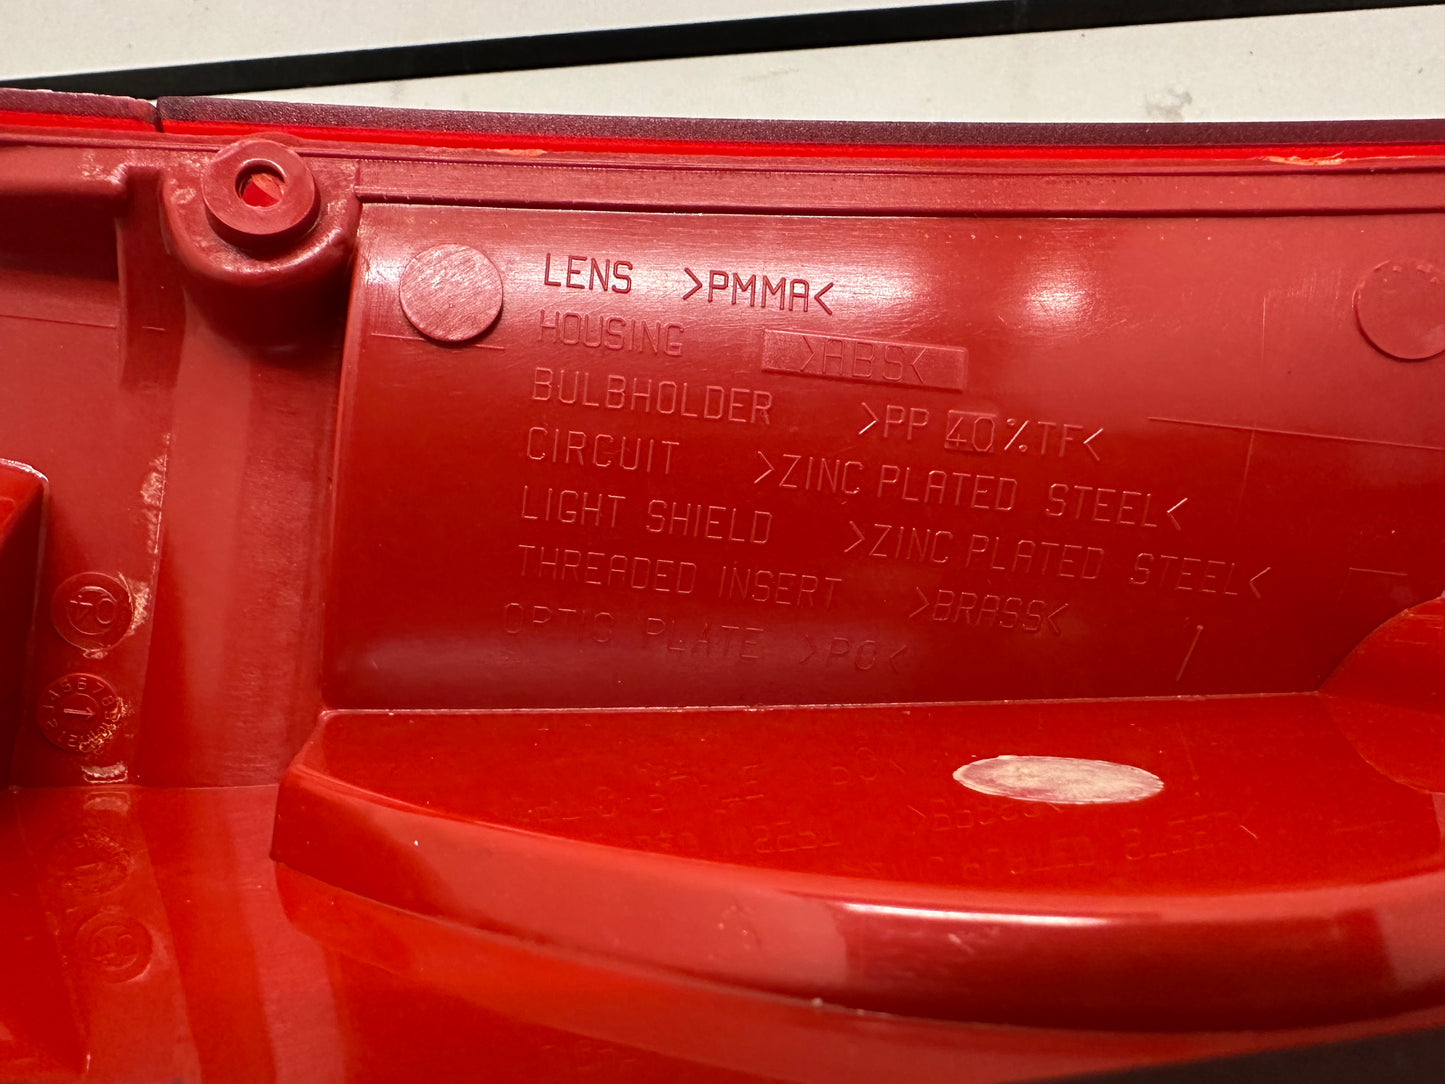 LENS >PMMA<
HOUSING >ABS<
BULBHOLDER >PP 40%TF<
CIRCUIT >ZINC PLATED STEEL<
LIGHT SHIELD >ZINC PLATED STEEL<
THREADED INSERT >BRASS<
OPTIC PLATE >PC<
04